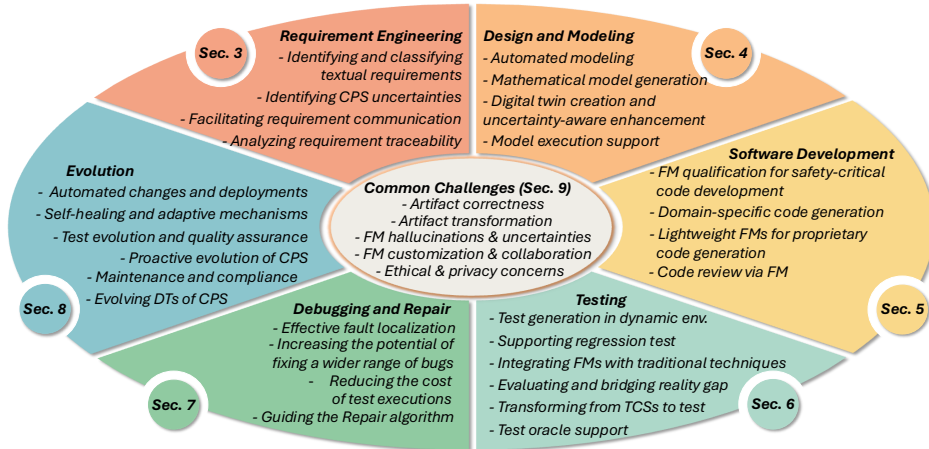 Sec. 3
Requirement Engineering
- Identifying and classifying
textual requirements
- Identifying CPS uncertainties
- Facilitating requirement communication
- Analyzing requirement traceability
Design and Modeling
- Automated modeling
- Mathematical model generation
- Digital twin creation and
uncertainty-aware enhancement
- Model execution support
Sec. 4
Software Development
- FM qualification for safety-critical
code development
- Domain-specific code generation
- Lightweight FMs for proprietary
code generation
- Code review via FM
Sec. 5
Testing
- Test generation in dynamic env.
- Supporting regression test
- Integrating FMs with traditional techniques
- Evaluating and bridging reality gap
- Transforming from TCSs to test
- Test oracle support
Sec. 6
Debugging and Repair
- Effective fault localization
- Increasing the potential of
fixing a wider range of bugs
- Reducing the cost
of test executions
- Guiding the Repair algorithm
Sec. 7
Evolution
- Automated changes and deployments
- Self-healing and adaptive mechanisms
- Test evolution and quality assurance
- Proactive evolution of CPS
- Maintenance and compliance
- Evolving DTs of CPS
Sec. 8
Common Challenges (Sec. 9)
- Artifact correctness
- Artifact transformation
- FM hallucinations & uncertainties
- FM customization & collaboration
- Ethical & privacy concerns